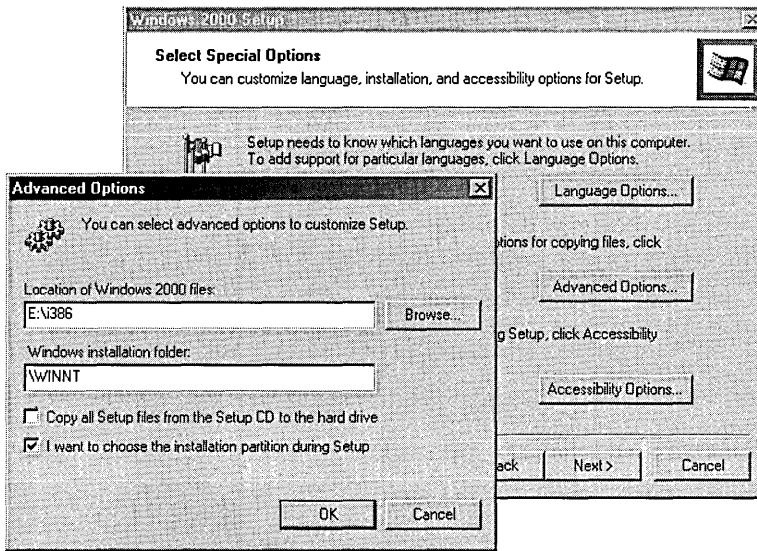 Windows 2000 Setup
Select Special Options
You can customize language, installation, and accessibility options for Setup.
Setup needs to know which languages you want to use on this computer.
To add support for particular languages, click Language Options.
Language Options...
tions for copying files, click
Advanced Options...
g Setup, click Accessibility
Accessibility Options...
ack
Next >
Cancel
Advanced Options
You can select advanced options to customize Setup.
Location of Windows 2000 files:
E:\i386
Browse...
Windows installation folder:
\WINNT
Copy all Setup files from the Setup CD to the hard drive
I want to choose the installation partition during Setup
OK
Cancel